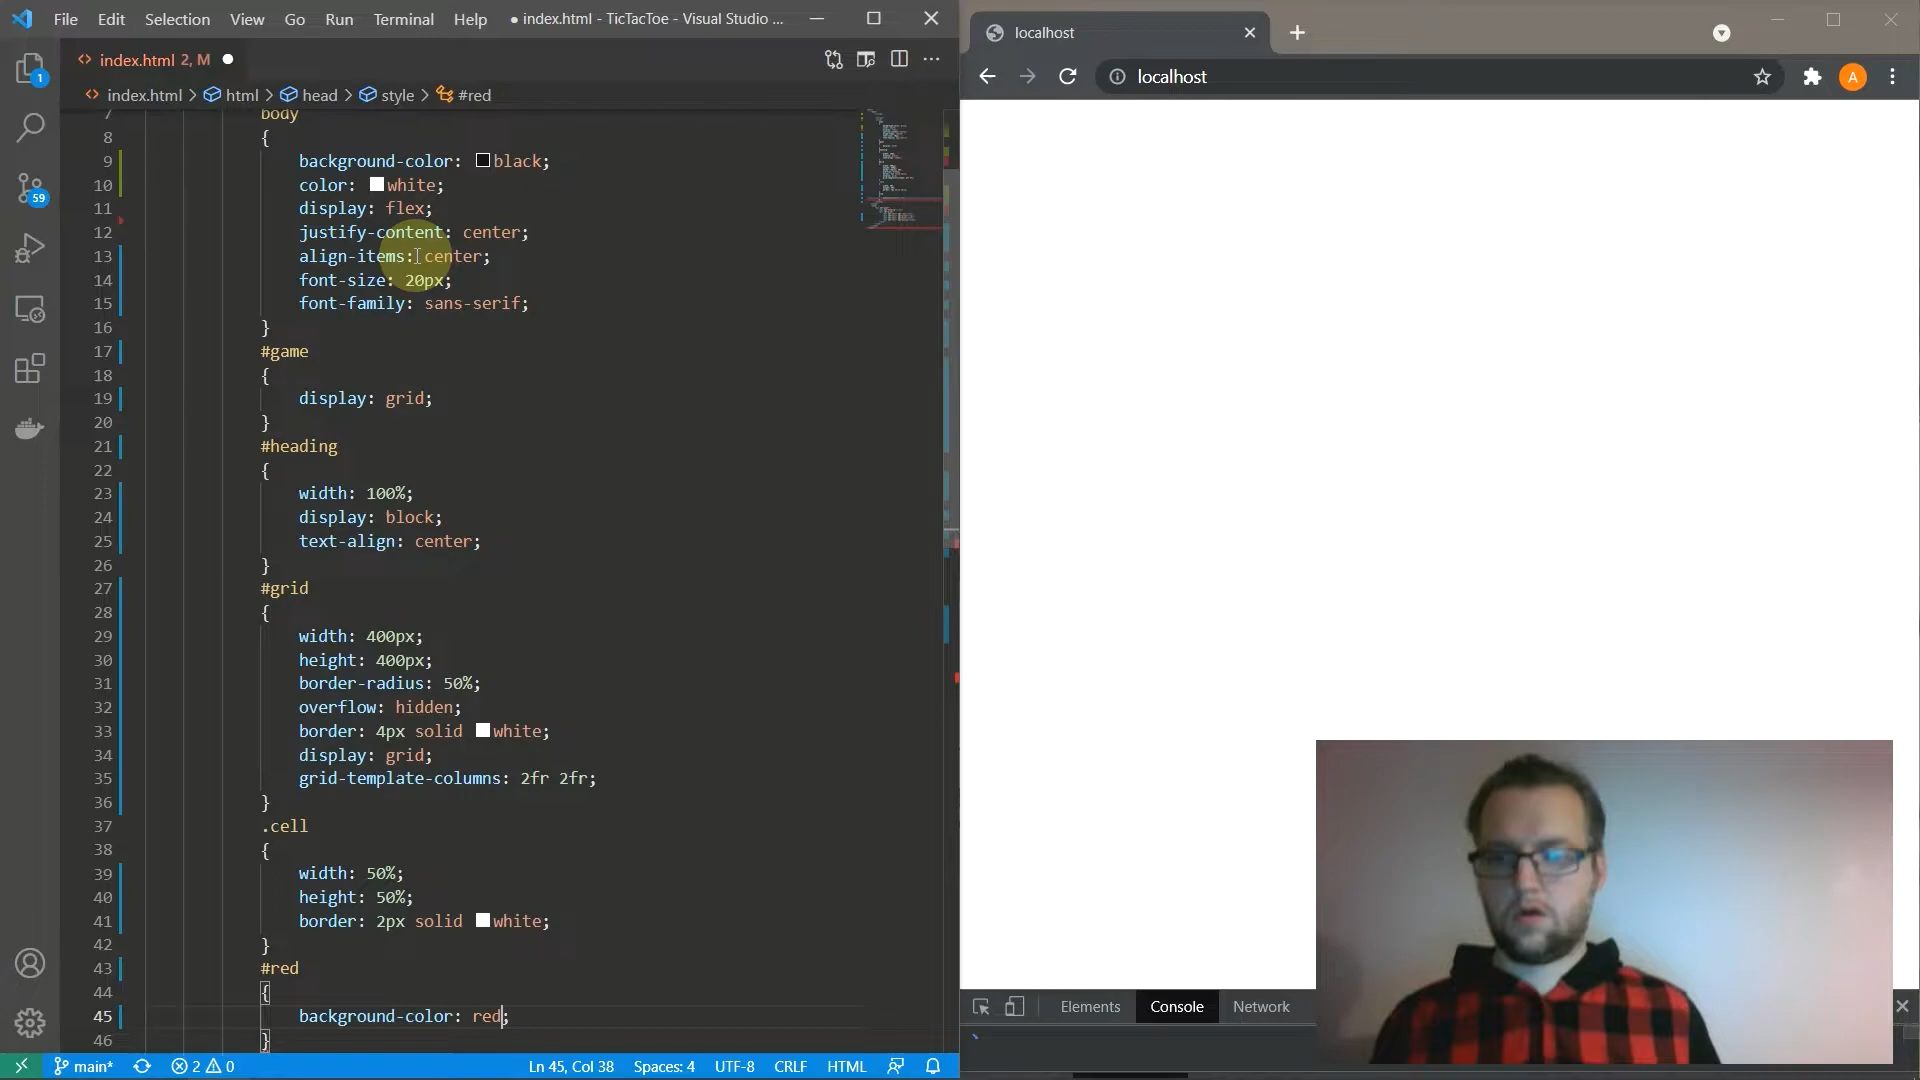 File Edit Selection View Go Run Terminal Help ● index.html - TicTacToe - Visual Studio ...
index.html 2, M
index.html > html > head > style > #red
7 body
8 {
9 background-color: black;
10 color: white;
11 display: flex;
12 justify-content: center;
13 align-items: center;
14 font-size: 20px;
15 font-family: sans-serif;
16 }
17 #game
18 {
19 display: grid;
20 }
21 #heading
22 {
23 width: 100%;
24 display: block;
25 text-align: center;
26 }
27 #grid
28 {
29 width: 400px;
30 height: 400px;
31 border-radius: 50%;
32 overflow: hidden;
33 border: 4px solid white;
34 display: grid;
35 grid-template-columns: 2fr 2fr;
36 }
37 .cell
38 {
39 width: 50%;
40 height: 50%;
41 border: 2px solid white;
42 }
43 #red
44 {
45 background-color: red;
46 }
1
59
main* 2 0 Ln 45, Col 38 Spaces: 4 UTF-8 CRLF HTML
localhost
localhost
A
Elements Console Network